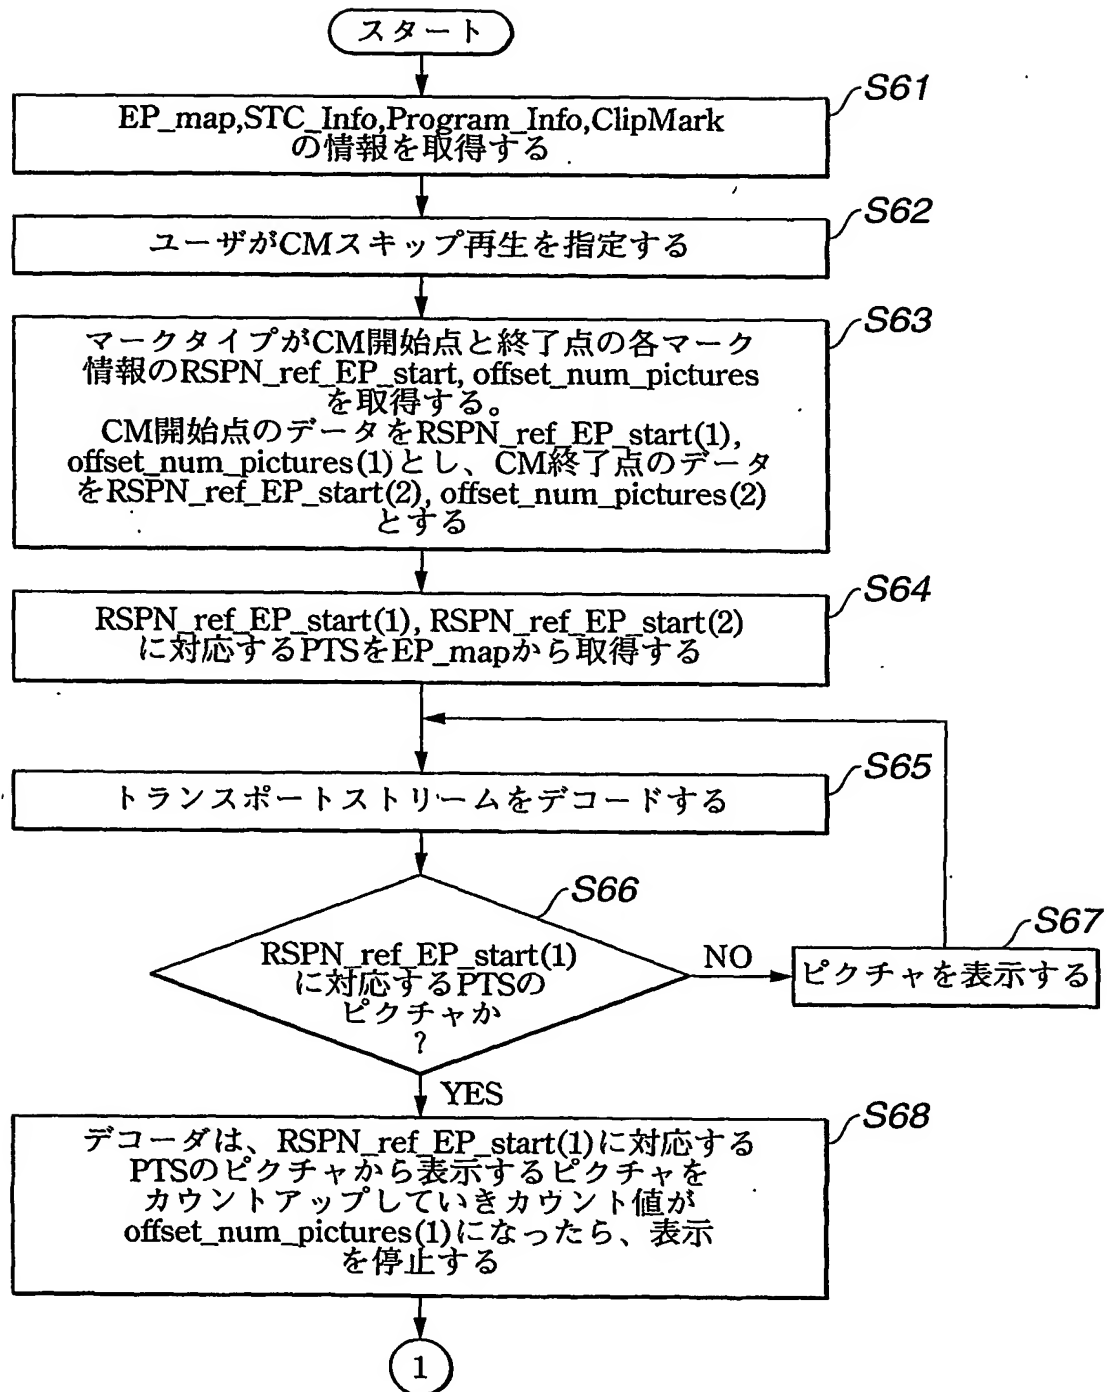 スタート
S61
EP_map,STC_Info,Program_Info,ClipMark
の情報を取得する
S62
ユーザがCMスキップ再生を指定する
S63
マークタイプがCM開始点と終了点の各マーク
情報のRSPN_ref_EP_start, offset_num_pictures
を取得する。
CM開始点のデータをRSPN_ref_EP_start(1),
offset_num_pictures(1)とし、CM終了点のデータ
をRSPN_ref_EP_start(2), offset_num_pictures(2)
とする
S64
RSPN_ref_EP_start(1), RSPN_ref_EP_start(2)
に対応するPTSをEP_mapから取得する
S65
トランスポートストリームをデコードする
S66
RSPN_ref_EP_start(1)
に対応するPTSの
ピクチャか
?
NO
S67
ピクチャを表示する
YES
S68
デコーダは、RSPN_ref_EP_start(1)に対応する
PTSのピクチャから表示するピクチャを
カウントアップしていきカウント値が
offset_num_pictures(1)になったら、表示
を停止する
1